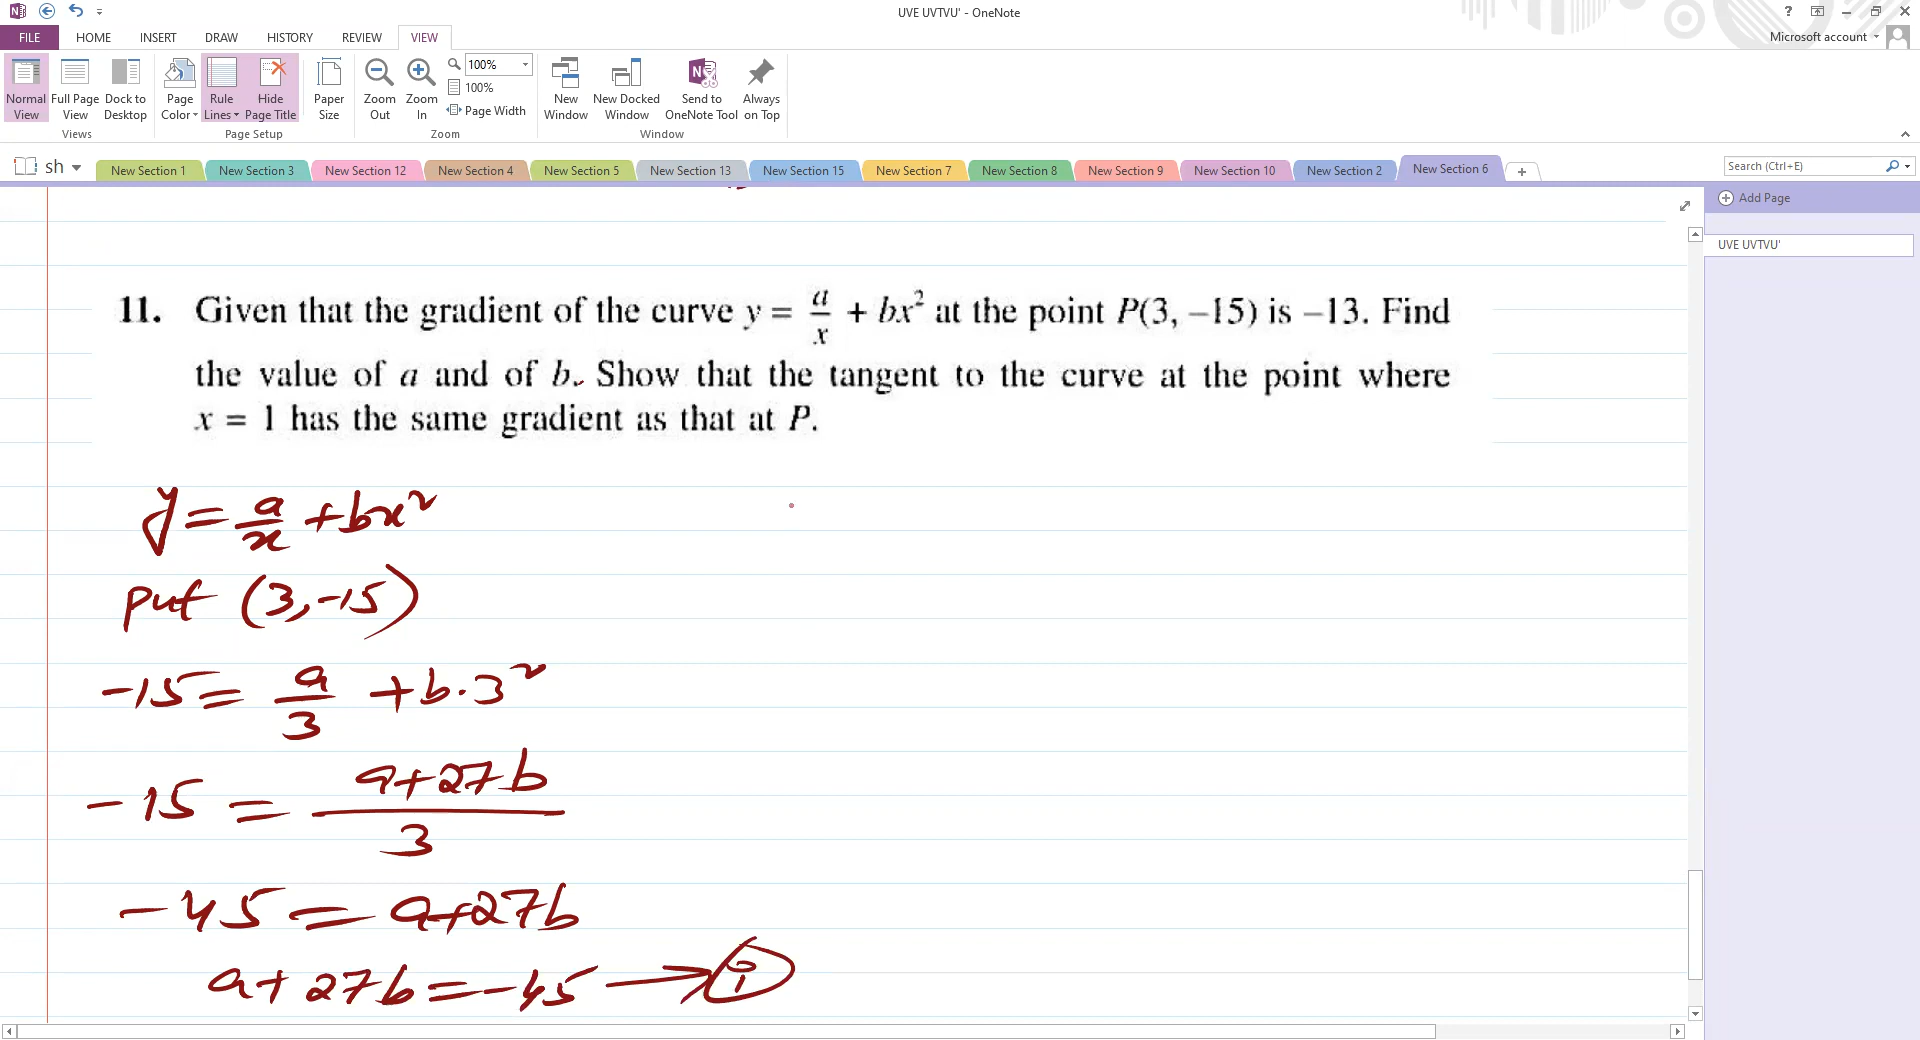 UVE UVTVU' - OneNote
?
Microsoft account
FILE HOME INSERT DRAW HISTORY REVIEW VIEW
Normal View
Full Page View
Dock to Desktop
Views
Page Color
Rule Lines
Hide Page Title
Paper Size
Page Setup
Zoom Out
Zoom In
100%
100%
Page Width
Zoom
New Window
New Docked Window
Send to OneNote Tool
Always on Top
Window
sh New Section 1 New Section 3 New Section 12 New Section 4 New Section 5 New Section 13 New Section 15 New Section 7 New Section 8 New Section 9 New Section 10 New Section 2 New Section 6
Search (Ctrl+E)
Add Page
UVE UVTVU'
11. Given that the gradient of the curve y = a/x + bx² at the point P(3, –15) is –13. Find
the value of a and of b. Show that the tangent to the curve at the point where
x = 1 has the same gradient as that at P.
y = a/x + bx²
put (3, -15)
-15 = a/3 + b·3²
-15 = a+27b/3
-45 = a+27b
a + 27b = -45 → i